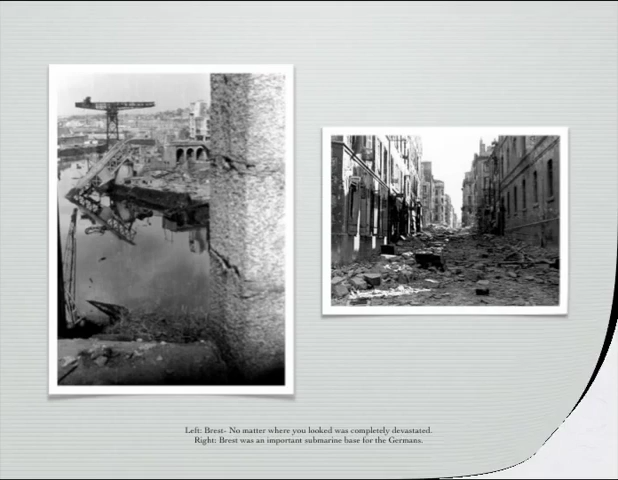 Left: Brest- No matter where you looked was completely devastated.
Right: Brest was an important submarine base for the Germans.